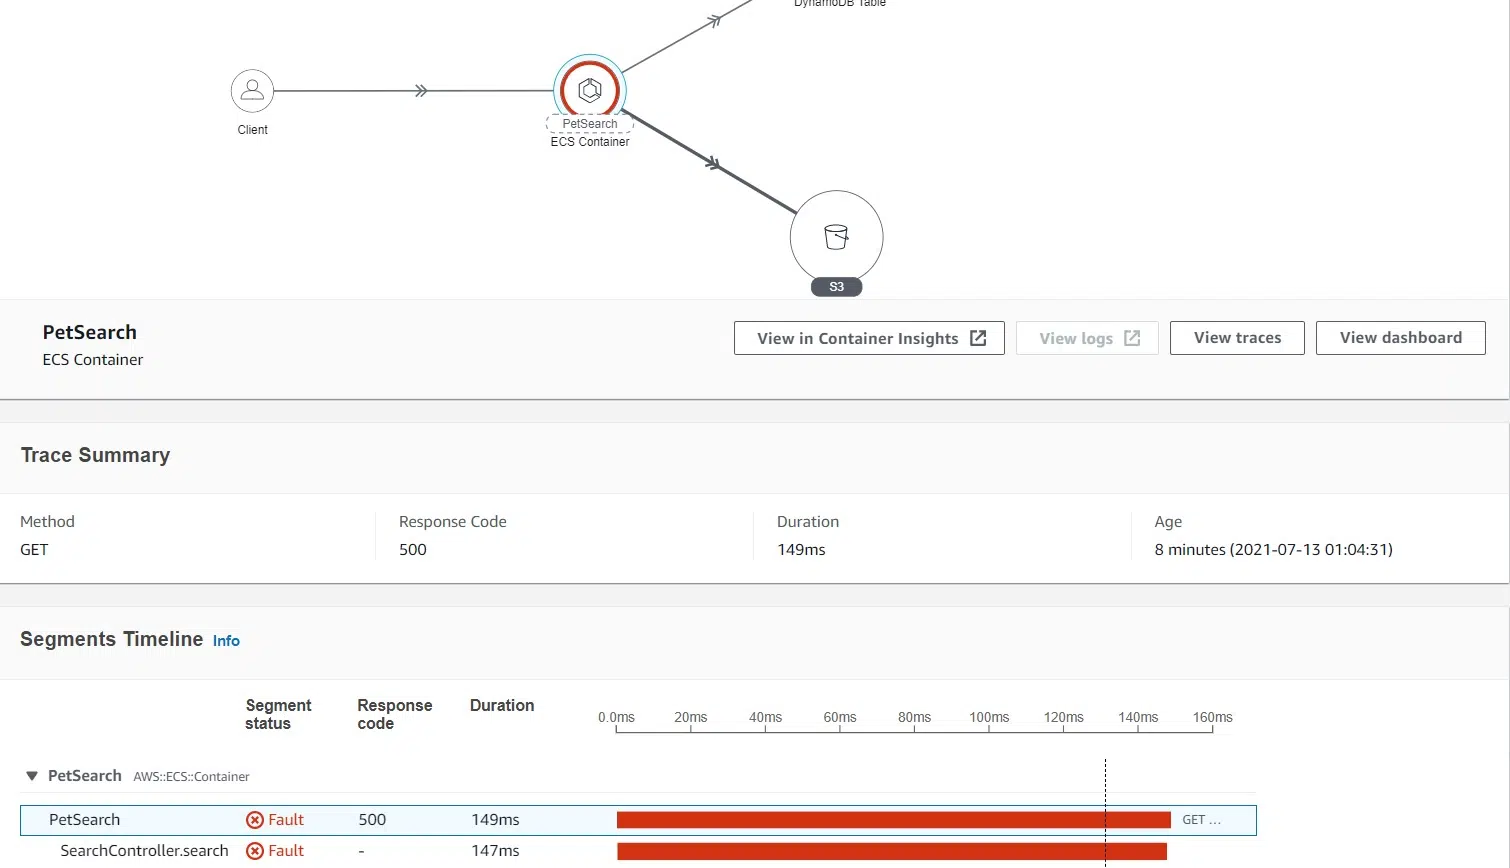 DynamoDB Table
Client
PetSearch
ECS Container
S3
PetSearch
ECS Container
View in Container Insights
View logs
View traces
View dashboard
Trace Summary
Method
Response Code
Duration
Age
GET
500
149ms
8 minutes (2021-07-13 01:04:31)
Segments Timeline Info
Segment status
Response code
Duration
0.0ms 20ms 40ms 60ms 80ms 100ms 120ms 140ms 160ms
PetSearch AWS::ECS::Container
PetSearch Fault 500 149ms GET ...
SearchController.search Fault - 147ms